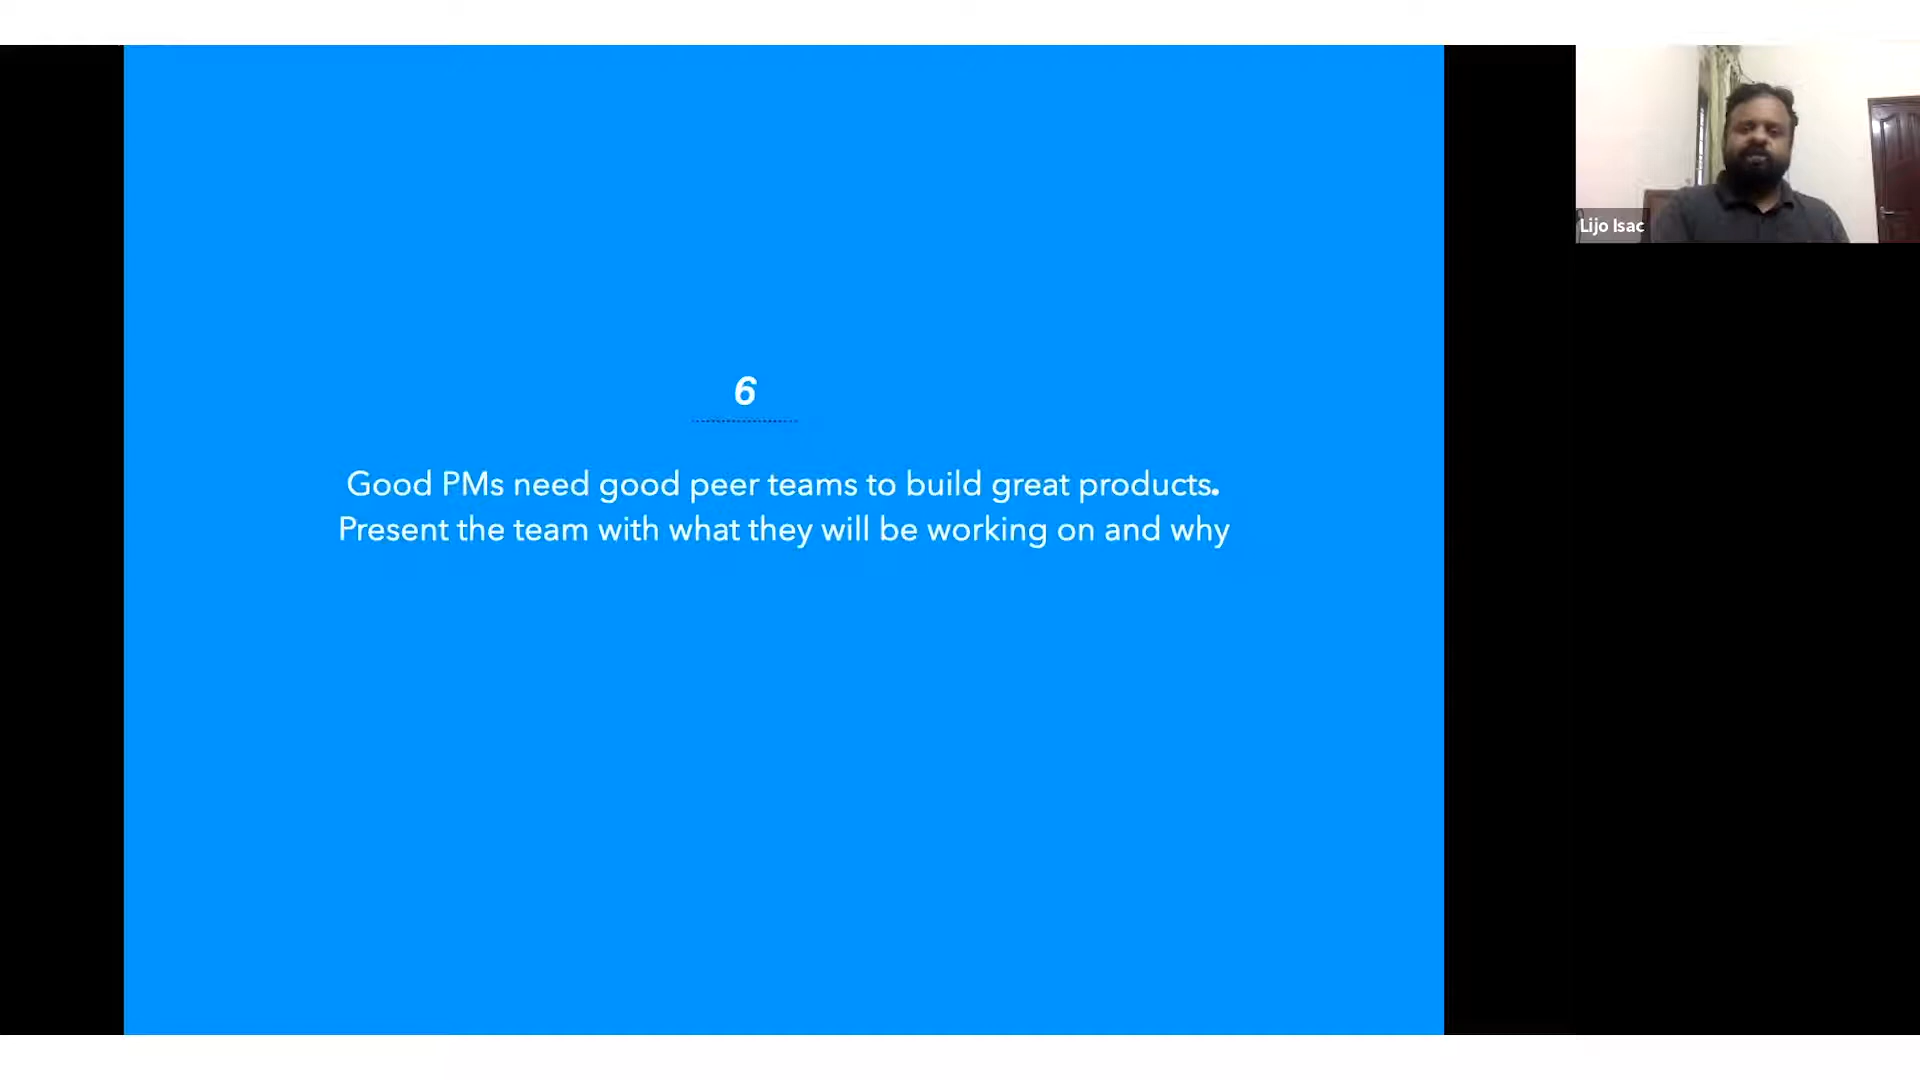 6
Good PMs need good peer teams to build great products.
Present the team with what they will be working on and why
Lijo Isac